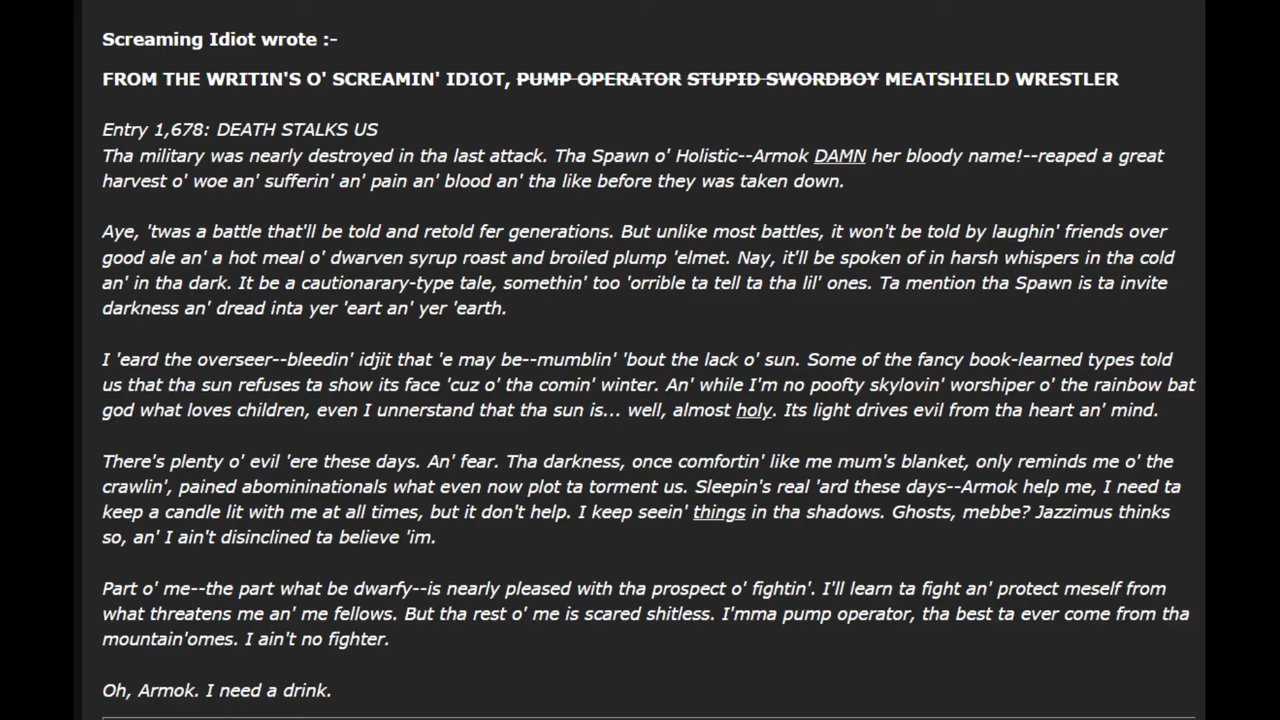 Screaming Idiot wrote :-
FROM THE WRITIN'S O' SCREAMIN' IDIOT, PUMP OPERATOR STUPID SWORDBOY MEATSHIELD WRESTLER
Entry 1,678: DEATH STALKS US
Tha military was nearly destroyed in tha last attack. Tha Spawn o' Holistic--Armok DAMN her bloody name!--reaped a great
harvest o' woe an' sufferin' an' pain an' blood an' tha like before they was taken down.
Aye, 'twas a battle that'll be told and retold fer generations. But unlike most battles, it won't be told by laughin' friends over
good ale an' a hot meal o' dwarven syrup roast and broiled plump 'elmet. Nay, it'll be spoken of in harsh whispers in tha cold
an' in tha dark. It be a cautionarary-type tale, somethin' too 'orrible ta tell ta tha lil' ones. Ta mention tha Spawn is ta invite
darkness an' dread inta yer 'eart an' yer 'earth.
I 'eard the overseer--bleedin' idjit that 'e may be--mumblin' 'bout the lack o' sun. Some of the fancy book-learned types told
us that tha sun refuses ta show its face 'cuz o' tha comin' winter. An' while I'm no poofty skylovin' worshiper o' the rainbow bat
god what loves children, even I unnerstand that tha sun is... well, almost holy. Its light drives evil from tha heart an' mind.
There's plenty o' evil 'ere these days. An' fear. Tha darkness, once comfortin' like me mum's blanket, only reminds me o' the
crawlin', pained abomininationals what even now plot ta torment us. Sleepin's real 'ard these days--Armok help me, I need ta
keep a candle lit with me at all times, but it don't help. I keep seein' things in tha shadows. Ghosts, mebbe? Jazzimus thinks
so, an' I ain't disinclined ta believe 'im.
Part o' me--the part what be dwarfy--is nearly pleased with tha prospect o' fightin'. I'll learn ta fight an' protect meself from
what threatens me an' me fellows. But tha rest o' me is scared shitless. I'mma pump operator, tha best ta ever come from tha
mountain'omes. I ain't no fighter.
Oh, Armok. I need a drink.